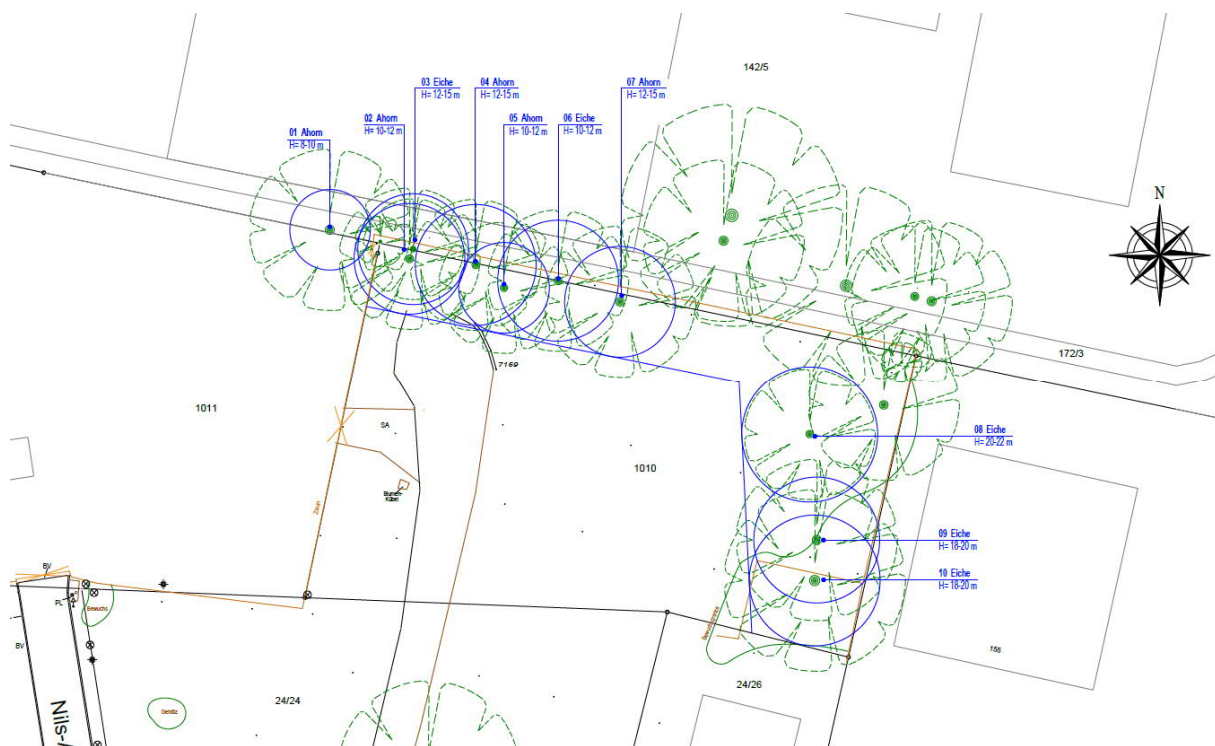 142/5
03 Eiche
H= 12-15 m
04 Ahorn
H= 12-15 m
07 Ahorn
H= 12-15 m
01 Ahorn
H= 8-10 m
02 Ahorn
H= 10-12 m
05 Ahorn
H= 10-12 m
06 Eiche
H= 10-12 m
N
172/3
7159
1011
SA
1010
08 Eiche
H= 20-22 m
Blumen-
Kübel
Zaun
09 Eiche
H= 18-20 m
10 Eiche
H= 18-20 m
BV
PL
Bewuchs
BV
24/24
24/26
Gehölz
Nils-